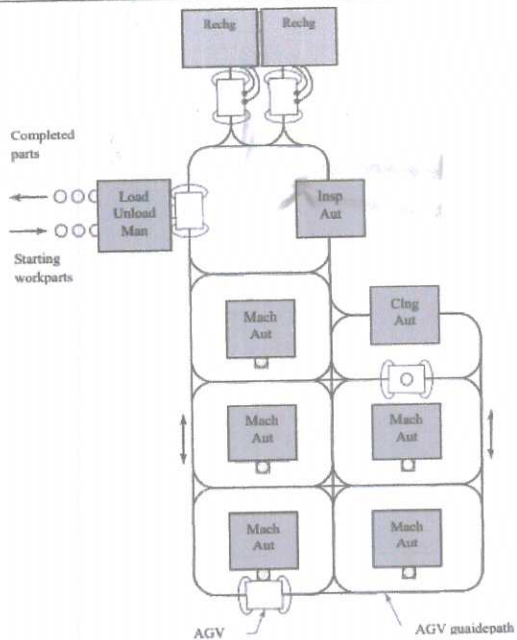 Rechg
Rechg
Completed
parts
Load
Unload
Man
Insp
Aut
Starting
workparts
Clng
Aut
Mach
Aut
Mach
Aut
Mach
Aut
Mach
Aut
Mach
Aut
AGV
AGV guaidepath